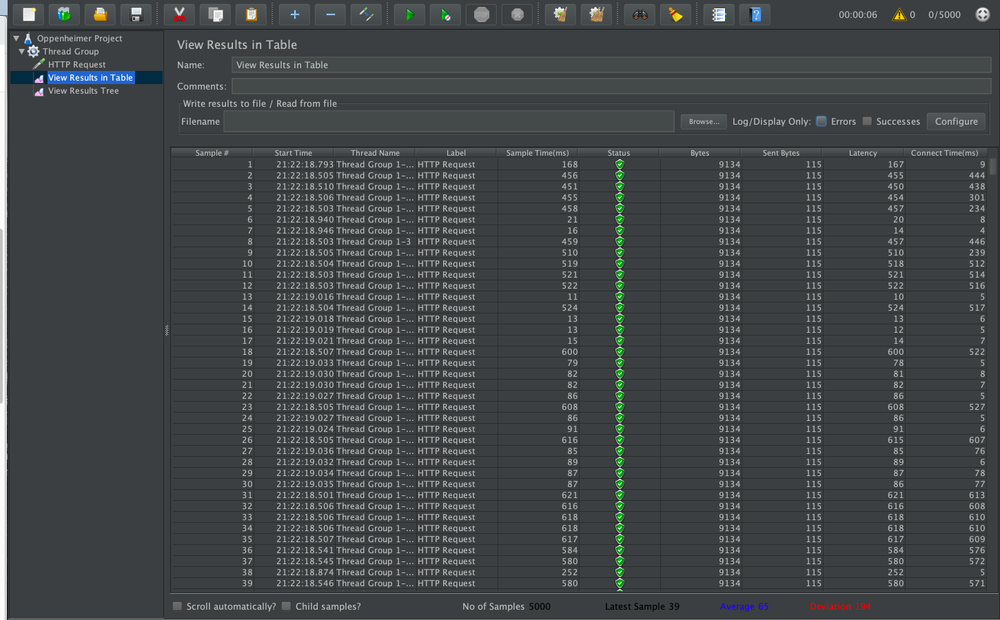 00:00:06 0 0/5000
STOP
Oppenheimer Project
Thread Group
HTTP Request
View Results in Table
View Results Tree
View Results in Table
Name: View Results in Table
Comments:
Write results to file / Read from file
Filename Browse... Log/Display Only: Errors Successes Configure
Sample # Start Time Thread Name Label Sample Time(ms) Status Bytes Sent Bytes Latency Connect Time(ms)
1 21:22:18.793 Thread Group 1-... HTTP Request 168 9134 115 167 9
2 21:22:18.505 Thread Group 1-... HTTP Request 456 9134 115 455 444
3 21:22:18.510 Thread Group 1-... HTTP Request 451 9134 115 450 438
4 21:22:18.506 Thread Group 1-... HTTP Request 455 9134 115 454 301
5 21:22:18.503 Thread Group 1-... HTTP Request 458 9134 115 457 234
6 21:22:18.940 Thread Group 1-... HTTP Request 21 9134 115 20 8
7 21:22:18.946 Thread Group 1-... HTTP Request 16 9134 115 14 4
8 21:22:18.503 Thread Group 1-3 HTTP Request 459 9134 115 457 446
9 21:22:18.505 Thread Group 1-... HTTP Request 510 9134 115 510 239
10 21:22:18.504 Thread Group 1-... HTTP Request 519 9134 115 518 512
11 21:22:18.503 Thread Group 1-... HTTP Request 521 9134 115 521 514
12 21:22:18.503 Thread Group 1-... HTTP Request 522 9134 115 522 516
13 21:22:19.016 Thread Group 1-... HTTP Request 11 9134 115 10 5
14 21:22:18.504 Thread Group 1-... HTTP Request 524 9134 115 524 517
15 21:22:19.018 Thread Group 1-... HTTP Request 13 9134 115 13 6
16 21:22:19.019 Thread Group 1-... HTTP Request 13 9134 115 12 5
17 21:22:19.021 Thread Group 1-... HTTP Request 15 9134 115 14 7
18 21:22:18.507 Thread Group 1-... HTTP Request 600 9134 115 600 522
19 21:22:19.033 Thread Group 1-... HTTP Request 79 9134 115 78 5
20 21:22:19.030 Thread Group 1-... HTTP Request 82 9134 115 81 8
21 21:22:19.030 Thread Group 1-... HTTP Request 82 9134 115 82 7
22 21:22:19.027 Thread Group 1-... HTTP Request 86 9134 115 86 5
23 21:22:18.505 Thread Group 1-... HTTP Request 608 9134 115 608 527
24 21:22:19.027 Thread Group 1-... HTTP Request 86 9134 115 86 5
25 21:22:19.024 Thread Group 1-... HTTP Request 91 9134 115 91 6
26 21:22:18.505 Thread Group 1-... HTTP Request 616 9134 115 615 607
27 21:22:19.036 Thread Group 1-... HTTP Request 85 9134 115 85 76
28 21:22:19.032 Thread Group 1-... HTTP Request 89 9134 115 89 6
29 21:22:19.034 Thread Group 1-... HTTP Request 87 9134 115 87 78
30 21:22:19.035 Thread Group 1-... HTTP Request 87 9134 115 86 77
31 21:22:18.501 Thread Group 1-... HTTP Request 621 9134 115 621 613
32 21:22:18.506 Thread Group 1-... HTTP Request 616 9134 115 616 608
33 21:22:18.506 Thread Group 1-... HTTP Request 618 9134 115 618 610
34 21:22:18.506 Thread Group 1-... HTTP Request 618 9134 115 618 610
35 21:22:18.507 Thread Group 1-... HTTP Request 617 9134 115 617 609
36 21:22:18.541 Thread Group 1-... HTTP Request 584 9134 115 584 576
37 21:22:18.545 Thread Group 1-... HTTP Request 580 9134 115 580 572
38 21:22:18.874 Thread Group 1-... HTTP Request 252 9134 115 252 5
39 21:22:18.546 Thread Group 1-... HTTP Request 580 9134 115 580 571
Scroll automatically? Child samples? No of Samples 5000 Latest Sample 39 Average 65 Deviation 194